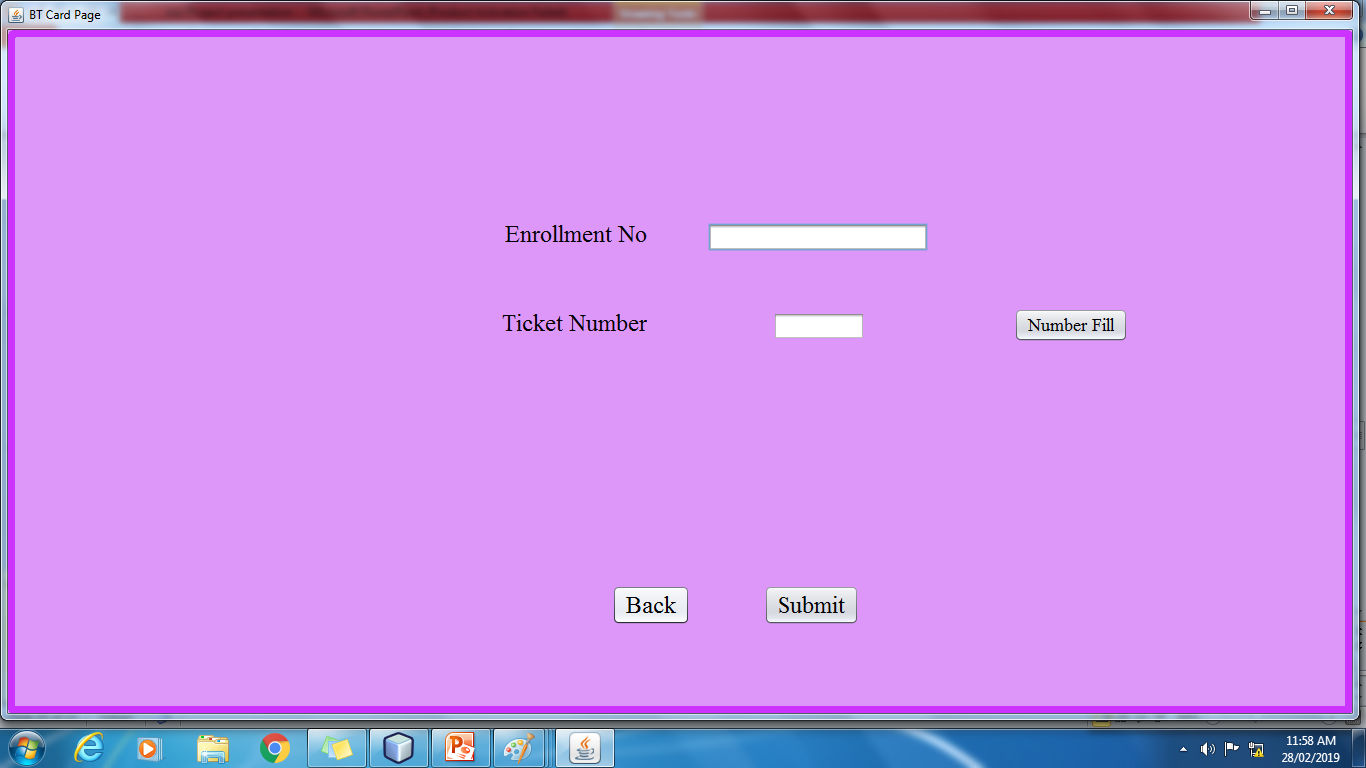 BT Card Page
Enrollment No
Ticket Number
Number Fill
Back
Submit
11:58 AM
28/02/2019